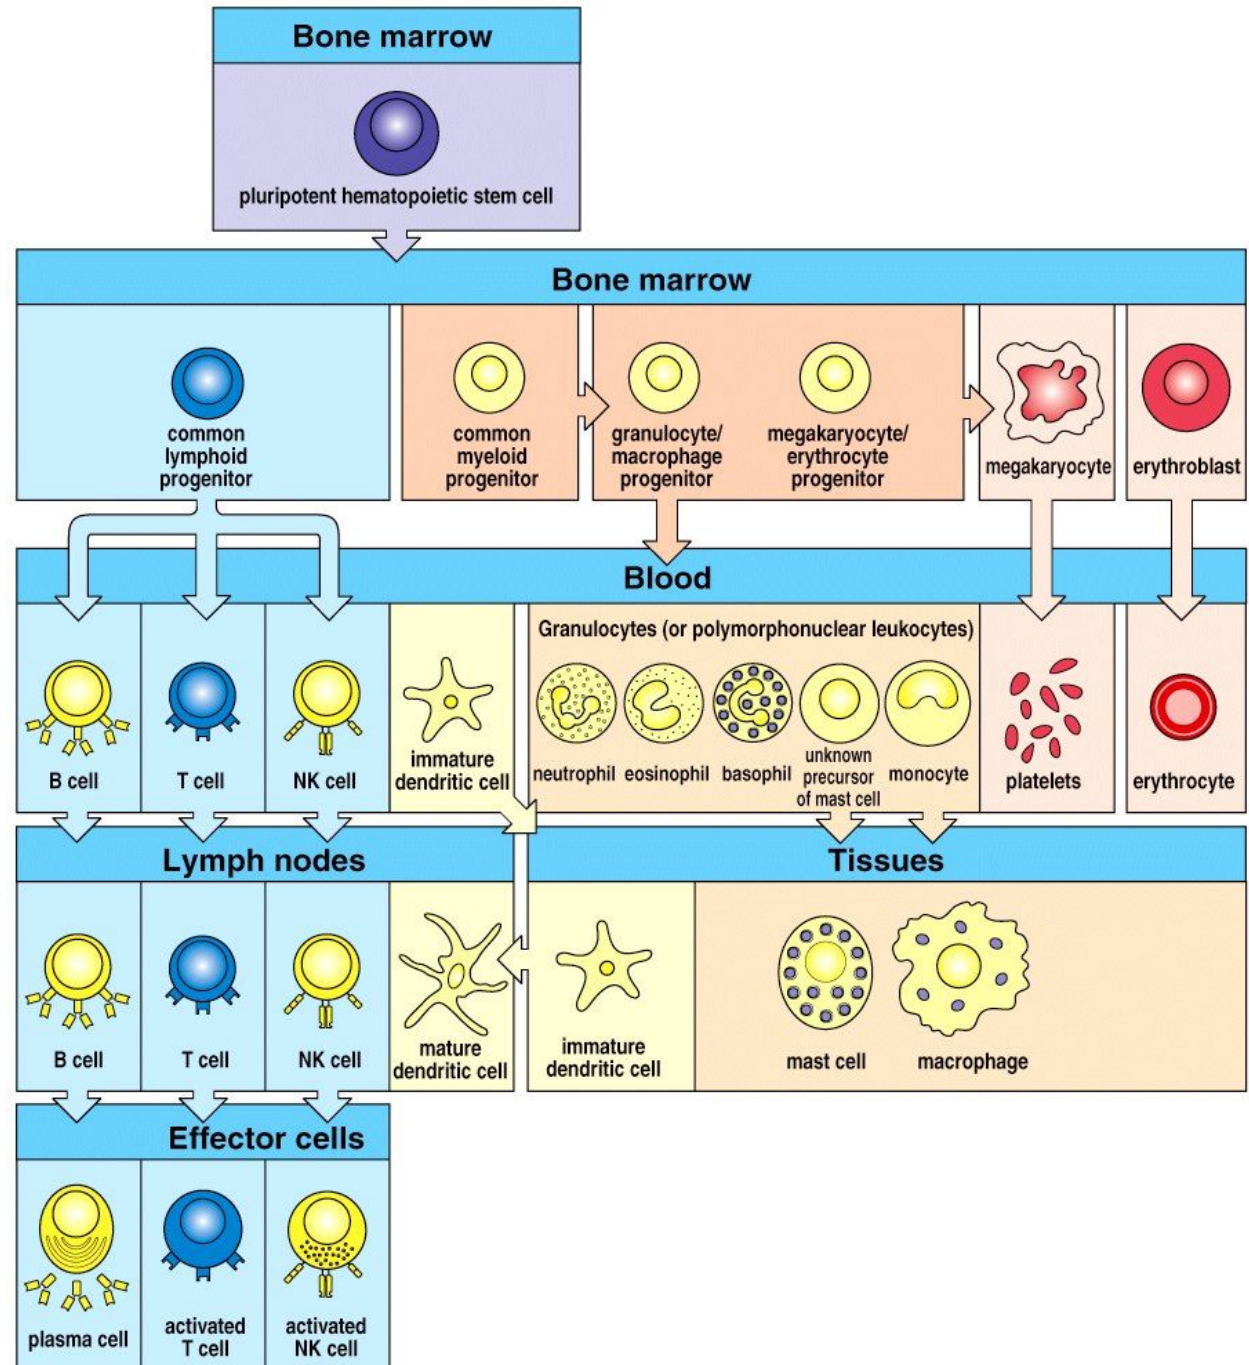 Bone marrow
pluripotent hematopoietic stem cell
Bone marrow
common
lymphoid
progenitor
common
myeloid
progenitor
granulocyte/
macrophage
progenitor
megakaryocyte/
erythrocyte
progenitor
megakaryocyte
erythroblast
Blood
B cell
T cell
NK cell
immature
dendritic cell
Granulocytes (or polymorphonuclear leukocytes)
neutrophil
eosinophil
basophil
unknown
precursor
of mast cell
monocyte
platelets
erythrocyte
Lymph nodes
B cell
T cell
NK cell
mature
dendritic cell
Tissues
immature
dendritic cell
mast cell
macrophage
Effector cells
plasma cell
activated
T cell
activated
NK cell